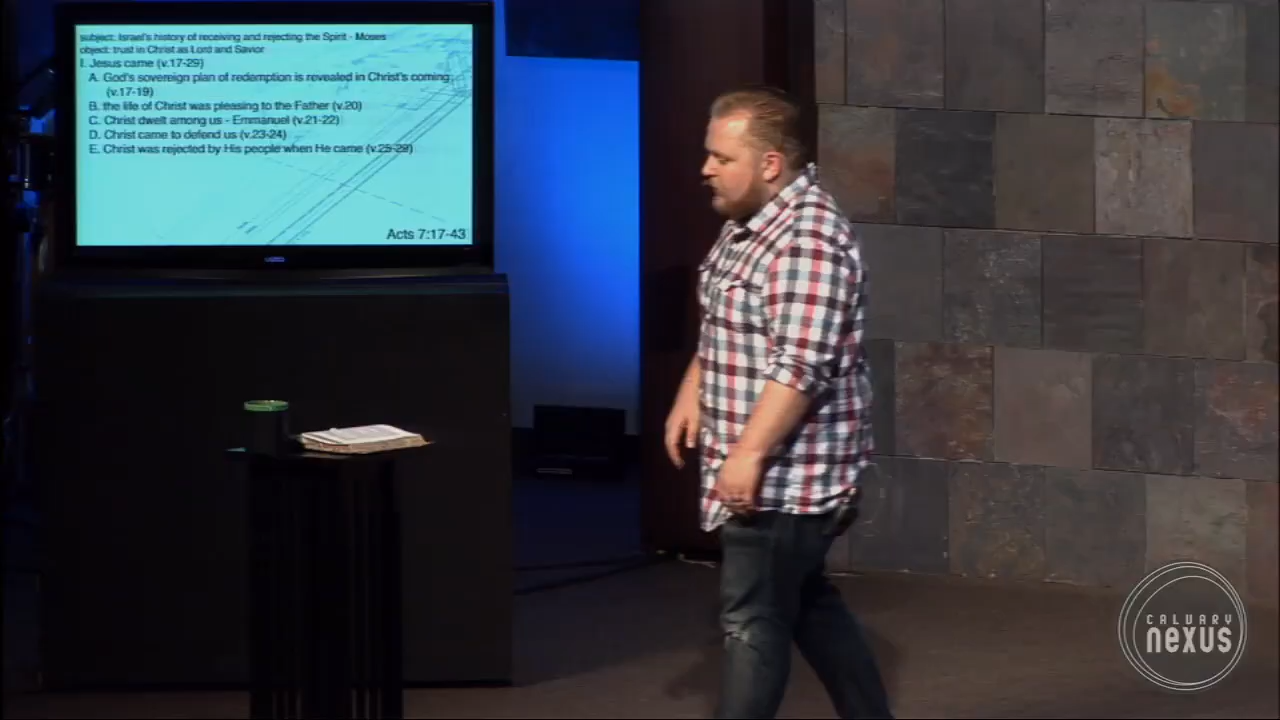 subject: Israel's history of receiving and rejecting the Spirit - Moses
object: trust in Christ as Lord and Savior
I. Jesus came (v.17-29)
A. God's sovereign plan of redemption is revealed in Christ's coming
(v.17-19)
B. the life of Christ was pleasing to the Father (v.20)
C. Christ dwelt among us - Emmanuel (v.21-22)
D. Christ came to defend us (v.23-24)
E. Christ was rejected by His people when He came (v.25-29)
Acts 7:17-43
VIZIO
CALVARY
nexus